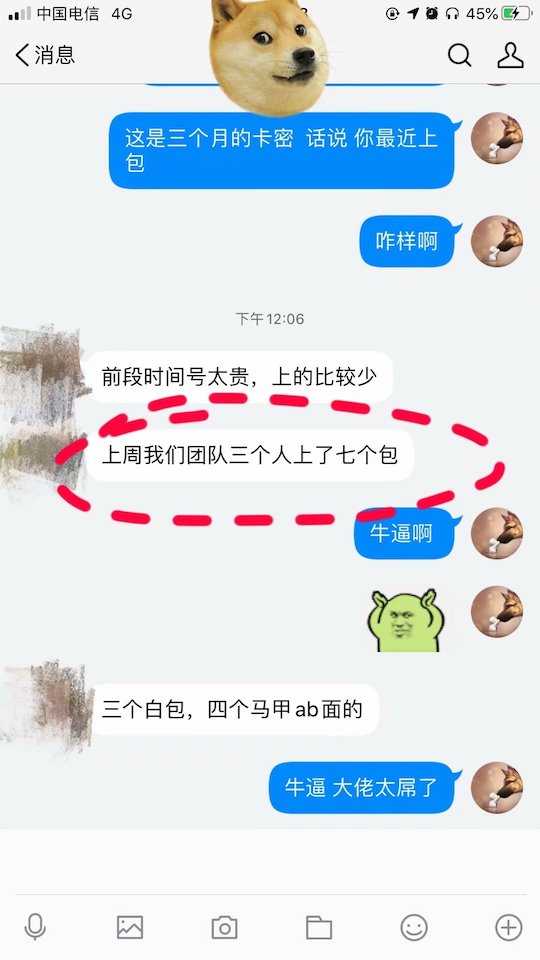 中国电信 4G
45%
消息
这是三个月的卡密 话说 你最近上
包
咋样啊
下午12:06
前段时间号太贵，上的比较少
上周我们团队三个人上了七个包
牛逼啊
三个白包，四个马甲ab面的
牛逼 大佬太屌了